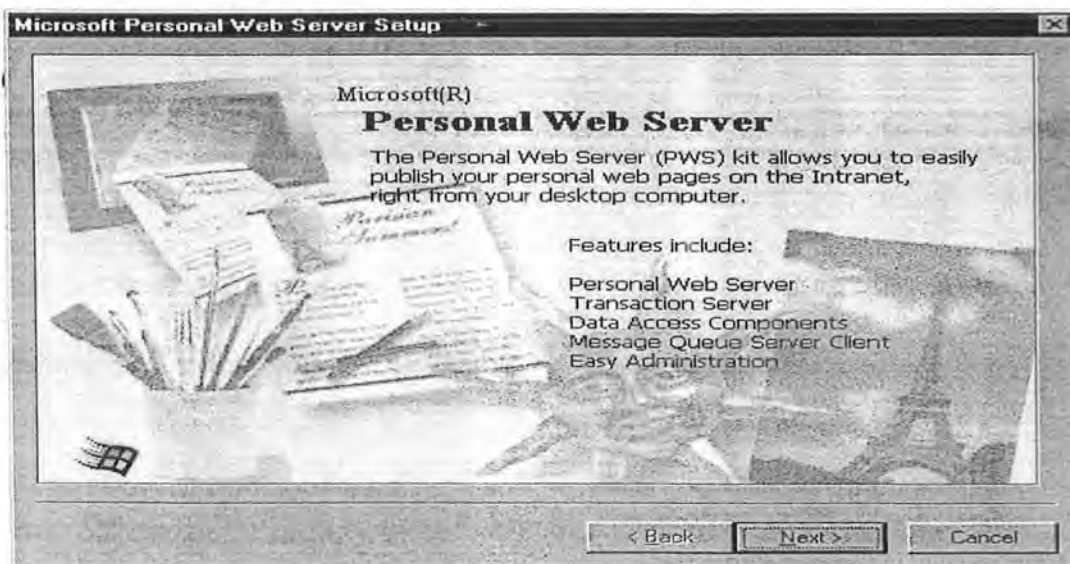 Microsoft Personal Web Server Setup
Microsoft(R)
Personal Web Server
The Personal Web Server (PWS) kit allows you to easily
publish your personal web pages on the Intranet,
right from your desktop computer.
Parisian
Summers
Features include:
Personal Web Server
Transaction Server
Data Access Components
Message Queue Server Client
Easy Administration
< Back
Next >
Cancel